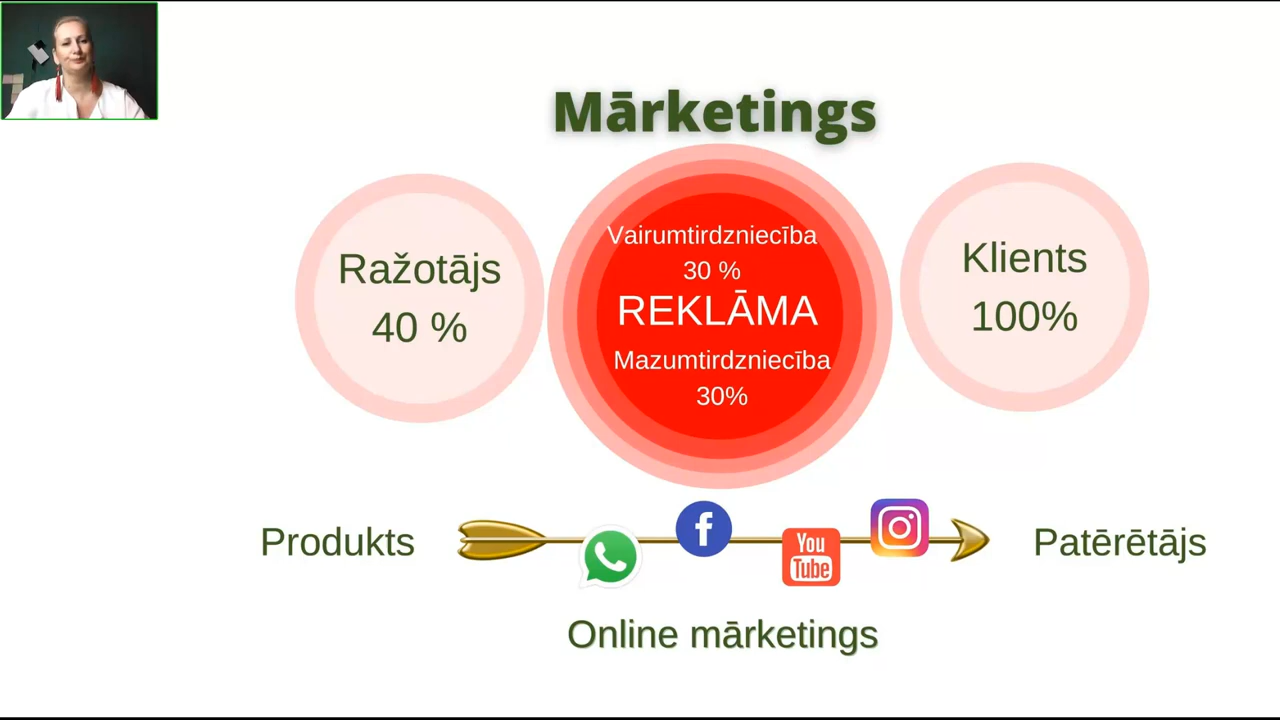 Mārketings
Ražotājs
40 %
Vairumtirdzniecība
30 %
REKLĀMA
Mazumtirdzniecība
30%
Klients
100%
Produkts
f
You
Tube
Patērētājs
Online mārketings